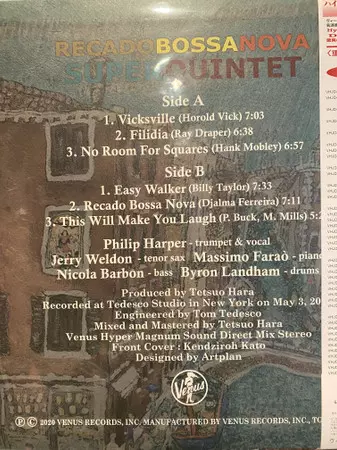 RECADOBOSSANOVA
SUPER QUINTET
Side A
1. Vicksville (Horold Vick) 7:03
2. Filidia (Ray Draper) 6:38
3. No Room For Squares (Hank Mobley) 6:57
Side B
1. Easy Walker (Billy Taylor) 7:33
2. Recado Bossa Nova (Djalma Ferreira) 7:11
3. This Will Make You Laugh (P. Buck, M. Mills) 5:2
Philip Harper - trumpet & vocal
Jerry Weldon - tenor sax Massimo Faraò - piano
Nicola Barbon - bass Byron Landham - drums
Produced by Tetsuo Hara
Recorded at Tedesco Studio in New York on May 3, 20
Engineered by Tom Tedesco
Mixed and Mastered by Tetsuo Hara
Venus Hyper Magnum Sound Direct Mix Stereo
Front Cover : Kendziroh Kato
Designed by Artplan
Venus
Ⓟ © 2020 VENUS RECORDS, INC. MANUFACTURED BY VENUS RECORDS, INC., TO